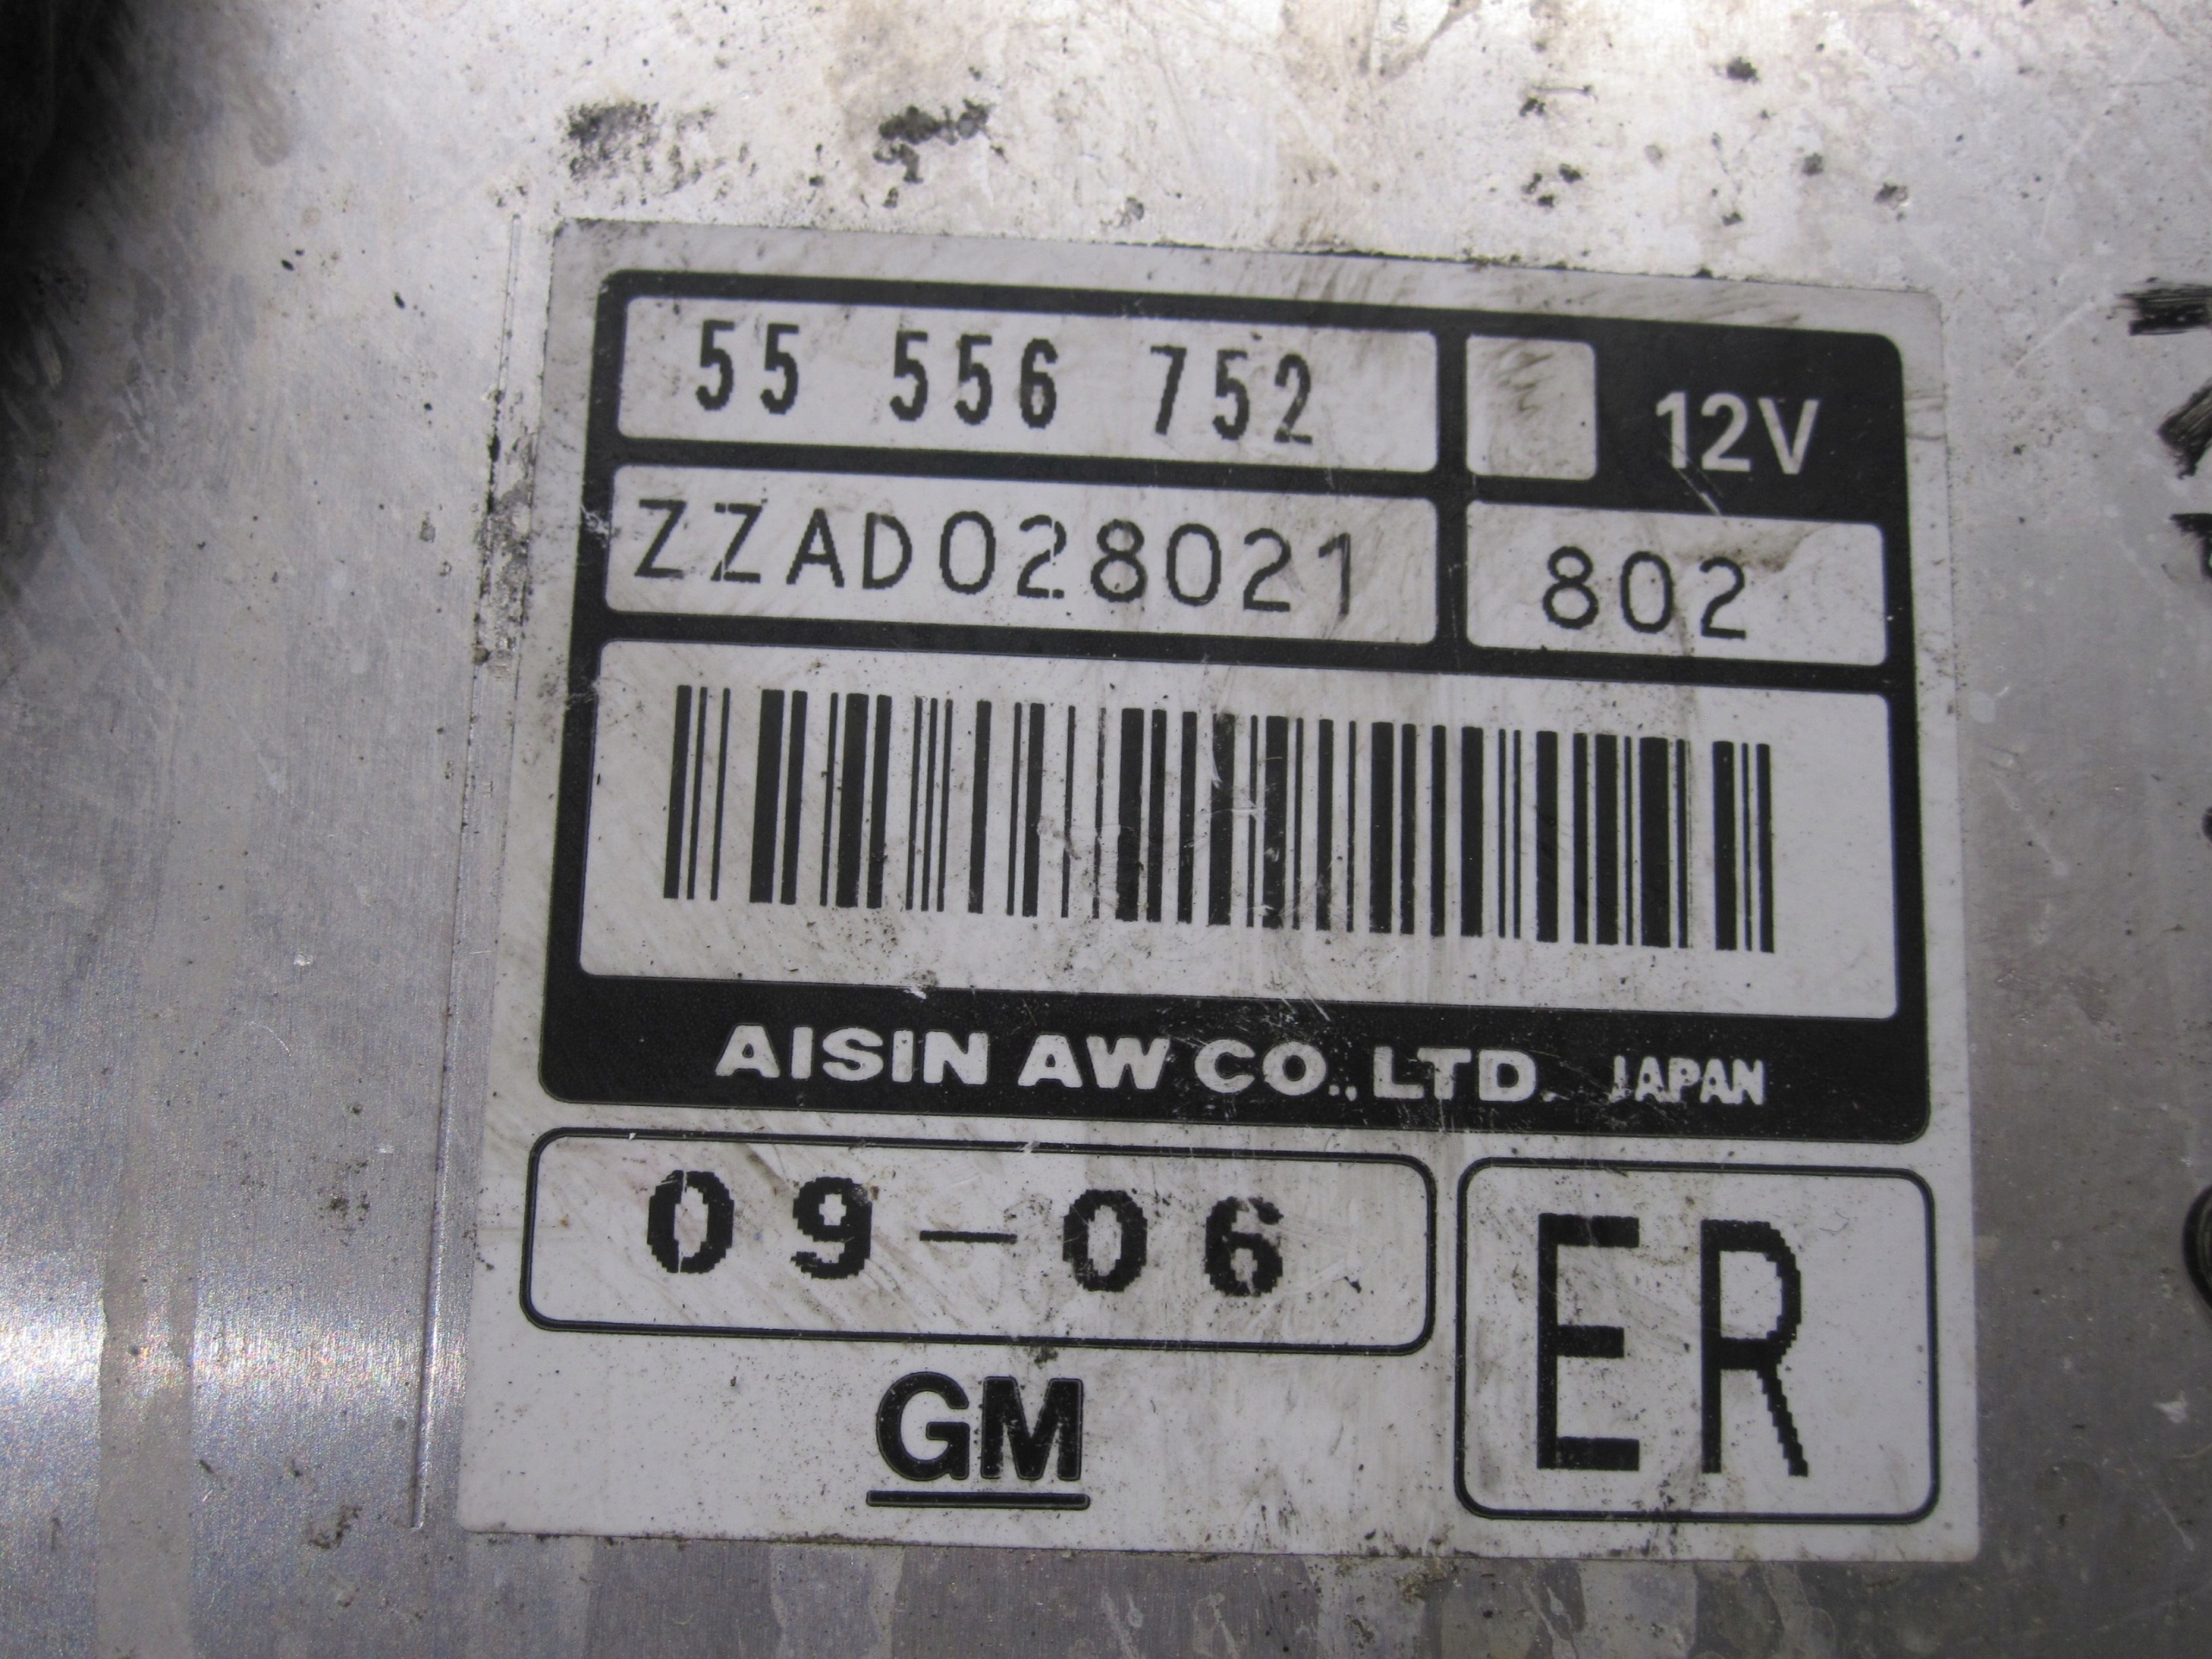 55 556 752 12V
ZZAD028021 802
AISIN AW CO.,LTD. JAPAN
09-06
ER
GM